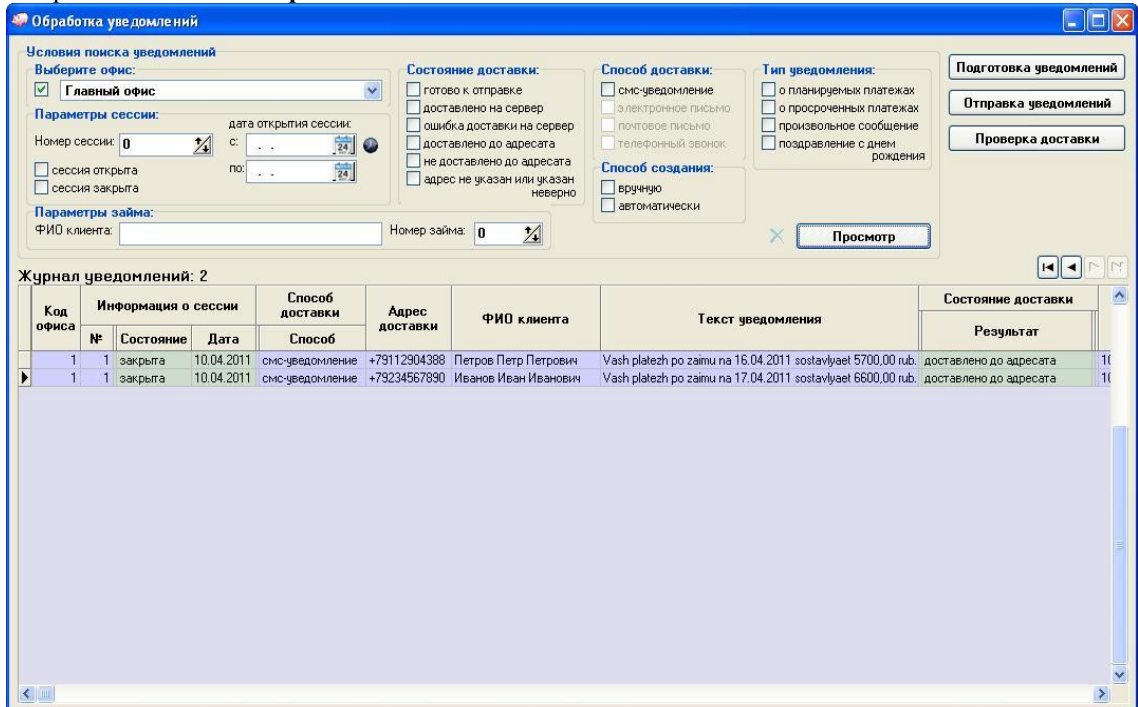 Обработка уведомлений
Условия поиска уведомлений
Выберите офис:
Главный офис
Параметры сессии:
дата открытия сессии:
Номер сессии: 0
с: . .
24
по: . .
24
сессия открыта
сессия закрыта
Состояние доставки:
готово к отправке
доставлено на сервер
ошибка доставки на сервер
доставлено до адресата
не доставлено до адресата
адрес не указан или указан
неверно
Способ доставки:
смс-уведомление
электронное письмо
почтовое письмо
телефонный звонок
Способ создания:
вручную
автоматически
Тип уведомления:
о планируемых платежах
о просроченных платежах
произвольное сообщение
поздравление с днем
рождения
Подготовка уведомлений
Отправка уведомлений
Проверка доставки
Параметры займа:
ФИО клиента:
Номер займа: 0
Просмотр
Журнал уведомлений: 2
Код офиса
Информация о сессии
Способ доставки
Адрес доставки
ФИО клиента
Текст уведомления
Состояние доставки
№ Состояние Дата Способ Результат
1 1 закрыта 10.04.2011 смс-уведомление +79112904388 Петров Петр Петрович Vash platezh po zaimu na 16.04.2011 sostavlyaet 5700,00 rub. доставлено до адресата 10
1 1 закрыта 10.04.2011 смс-уведомление +79234567890 Иванов Иван Иванович Vash platezh po zaimu na 17.04.2011 sostavlyaet 6600,00 rub. доставлено до адресата 10